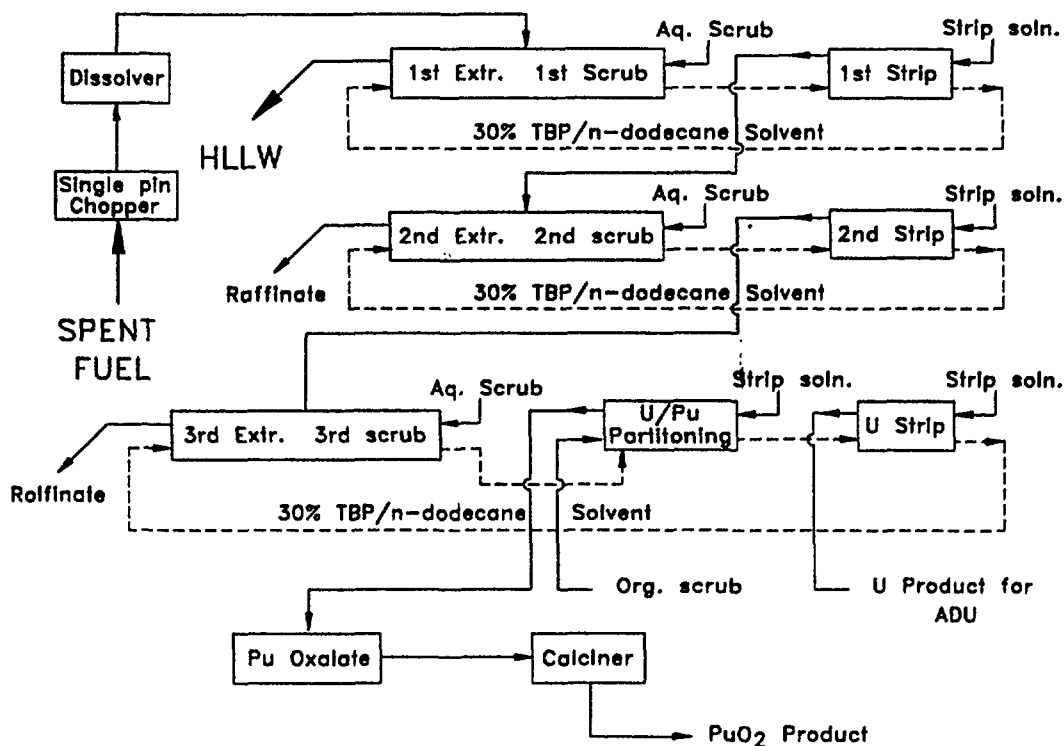 Aq. Scrub
Strip soln.
Dissolver
1st Extr. 1st Scrub
1st Strip
30% TBP/n-dodecane Solvent
HLLW
Single pin
Chopper
Aq. Scrub
Strip soln.
2nd Extr. 2nd scrub
2nd Strip
Raffinate
30% TBP/n-dodecane Solvent
SPENT
FUEL
Aq. Scrub
Strip soln.
Strip soln.
3rd Extr. 3rd scrub
U/Pu
Partitoning
U Strip
Rolfinate
30% TBP/n-dodecane Solvent
Org. scrub
U Product for
ADU
Pu Oxalate
Calciner
PuO₂ Product